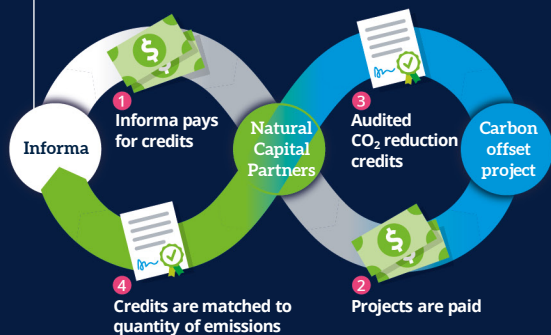 1
Informa pays
for credits
3
Audited
CO₂ reduction
credits
Informa
Natural
Capital
Partners
Carbon
offset
project
4
Credits are matched to
quantity of emissions
2
Projects are paid
$
$